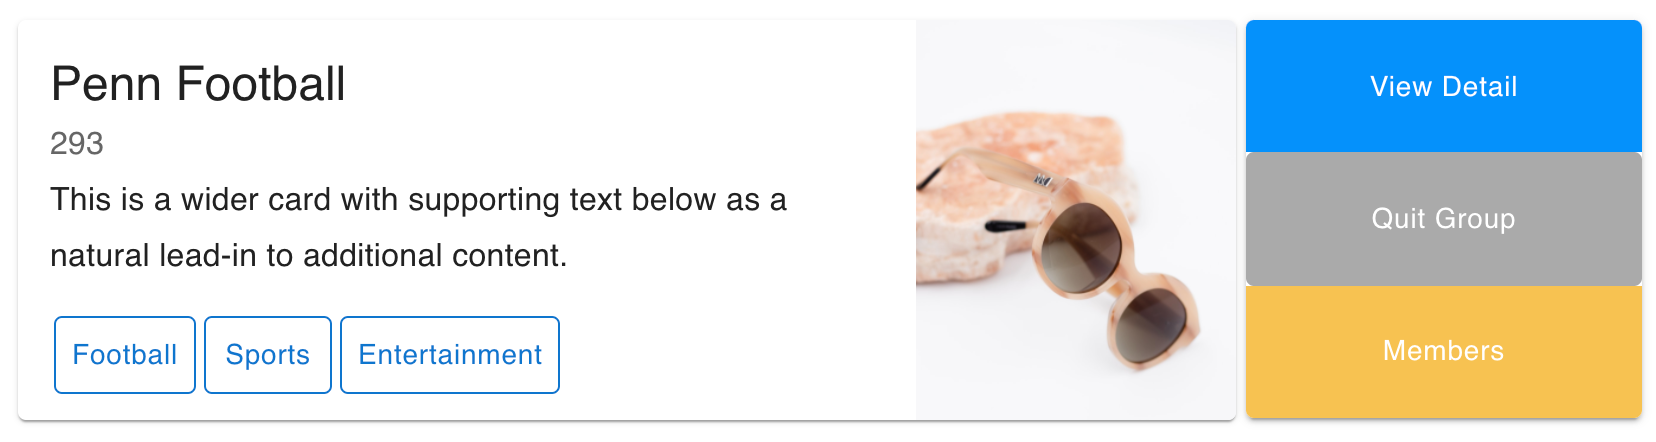 Penn Football
293
This is a wider card with supporting text below as a
natural lead-in to additional content.
Football Sports Entertainment
View Detail
Quit Group
Members